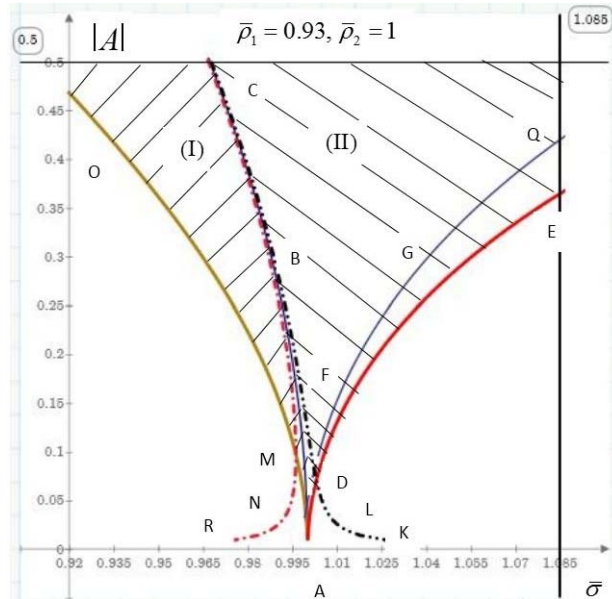 0.5
|A|
ρ̄₁ = 0.93, ρ̄₂ = 1
1.085
0.5
C
0.45
(I)
(II)
Q
0.4
O
0.35
E
0.3
B
G
0.25
0.2
F
0.15
0.1
M
D
0.05
N
L
R
K
0
0.92 0.935 0.95 0.965 0.98 0.995 1.01 1.025 1.04 1.055 1.07 1.085
A
σ̄